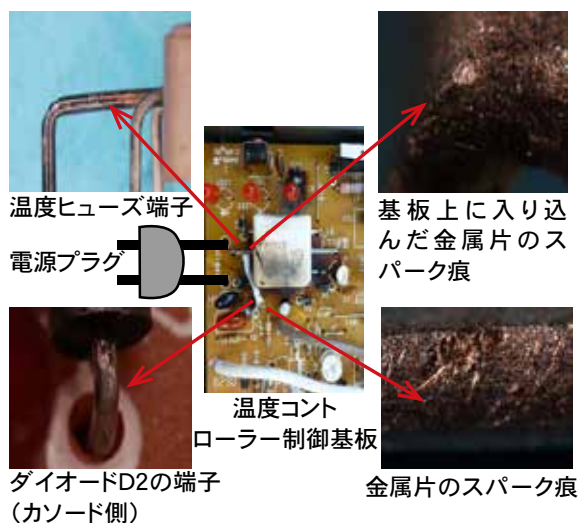 温度ヒューズ端子
電源プラグ
基板上に入り込
んだ金属片のス
パーク痕
温度コント
ローラー制御基板
ダイオードD2の端子
(カソード側)
金属片のスパーク痕